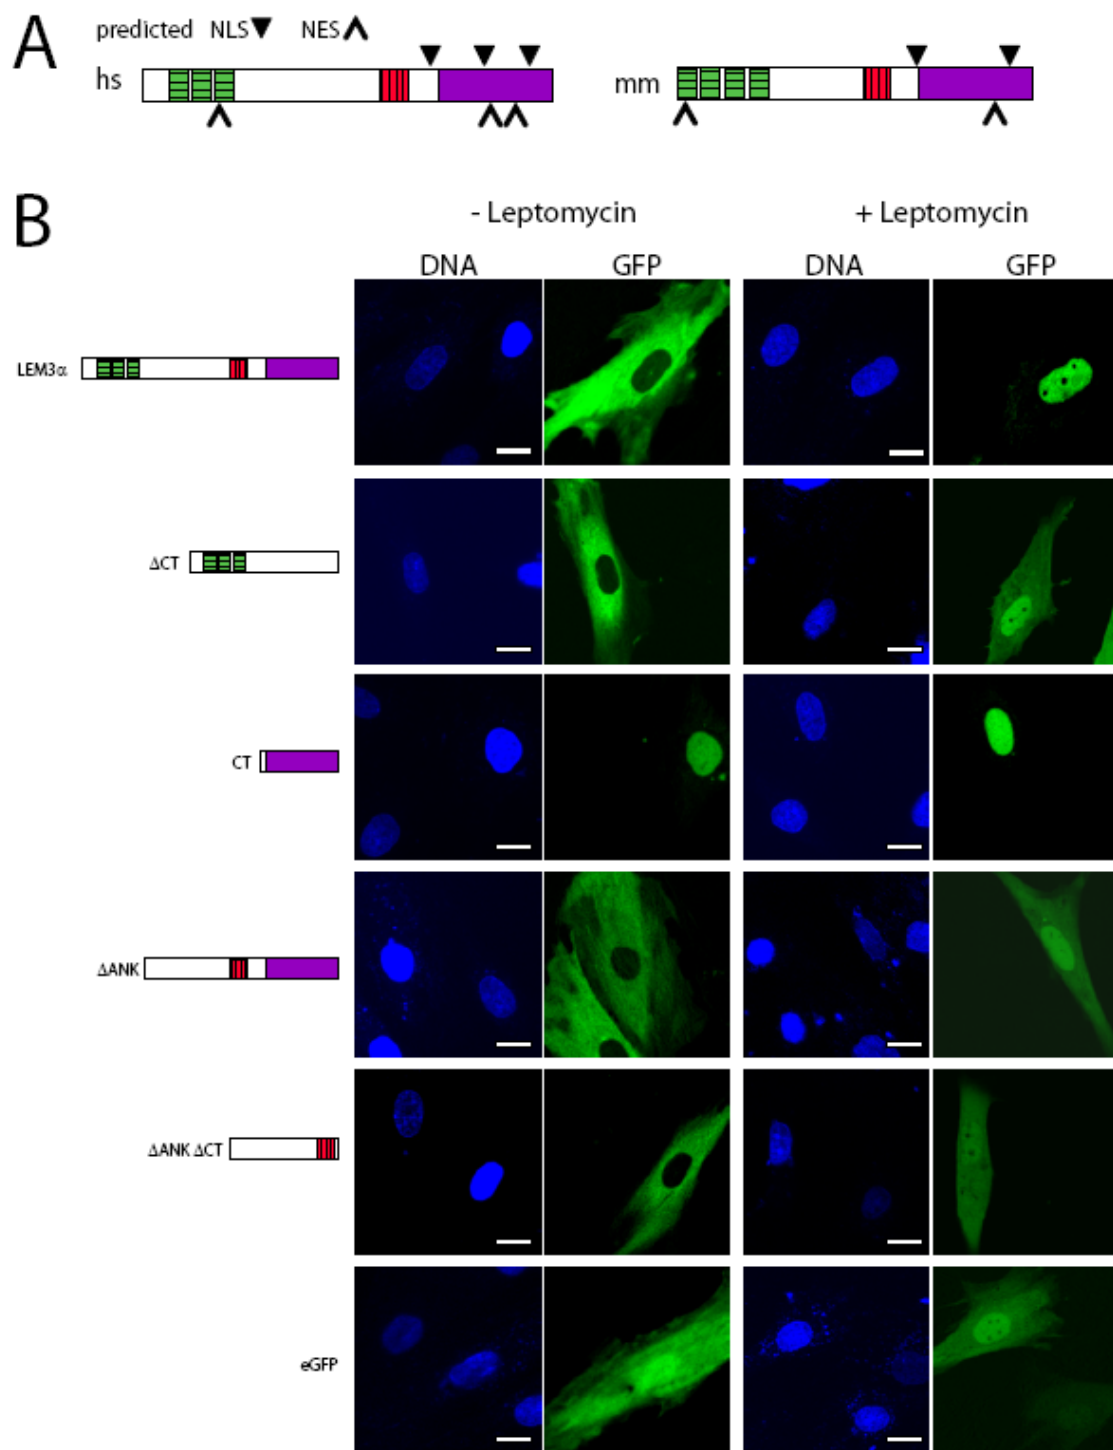 A
predicted NLS NES
hs
mm
B
- Leptomycin + Leptomycin
DNA GFP DNA GFP
LEM3α
ΔCT
CT
ΔANK
ΔANK ΔCT
eGFP